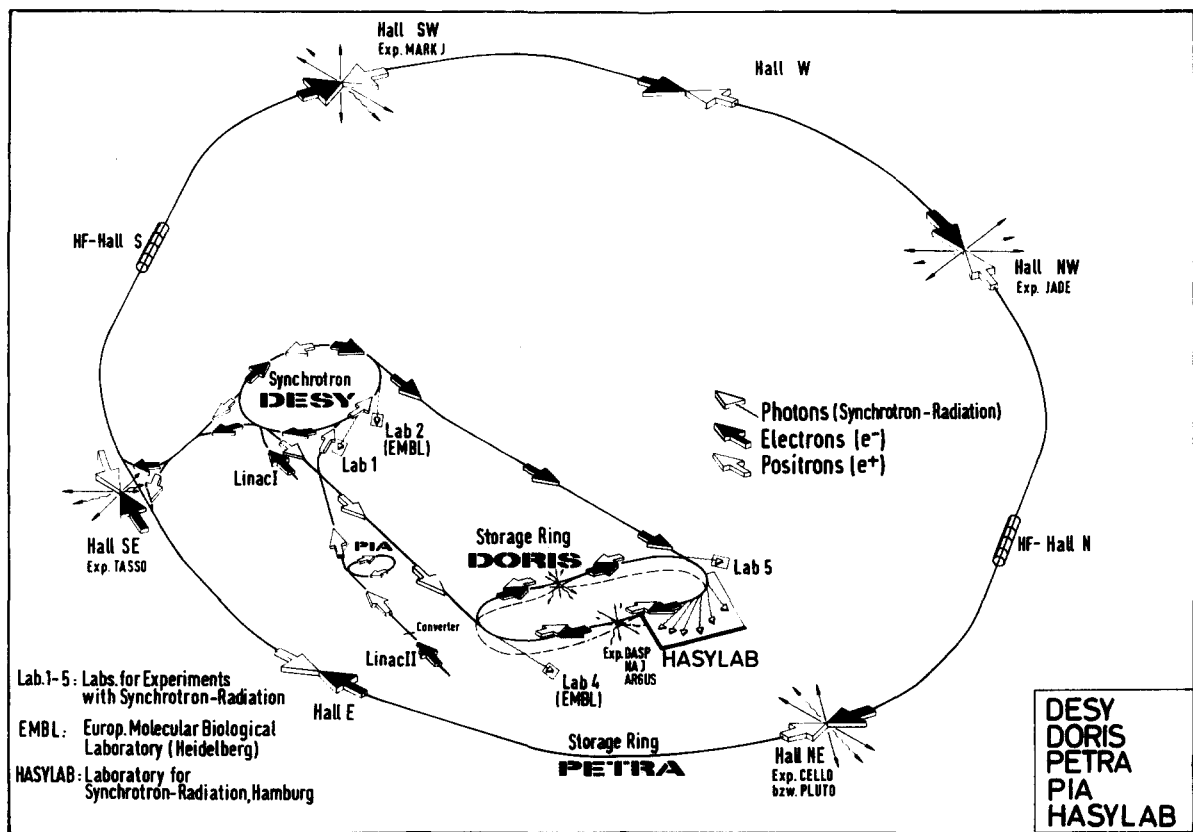 Hall SW
Exp. MARK J
Hall W
HF-Hall S
Hall NW
Exp. JADE
Synchrotron
DESY
Lab 2
(EMBL)
Lab 1
Linac I
Photons (Synchrotron-Radiation)
Electrons (e-)
Positrons (e+)
Hall SE
Exp. TASSO
PIA
Storage Ring
DORIS
Lab 5
HF-Hall N
Converter
Linac II
Exp. DASP
NA J
ARGUS
HASYLAB
Lab 4
(EMBL)
Lab. 1-5: Labs. for Experiments
with Synchrotron-Radiation
EMBL: Europ. Molecular Biological
Laboratory (Heidelberg)
HASYLAB: Laboratory for
Synchrotron-Radiation, Hamburg
Hall E
Storage Ring
PETRA
Hall NE
Exp. CELLO
bzw. PLUTO
DESY
DORIS
PETRA
PIA
HASYLAB